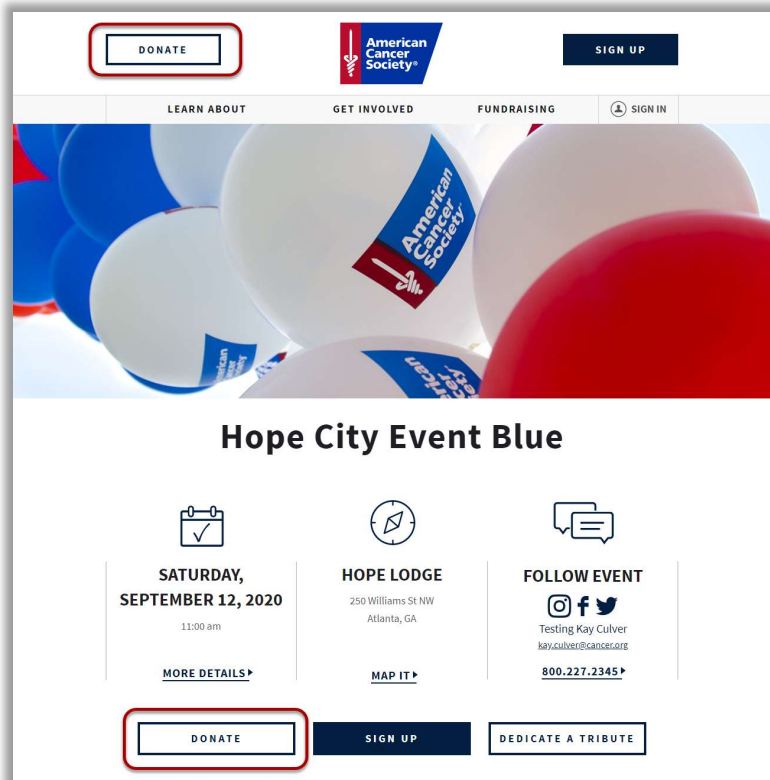 DONATE
American
Cancer
Society®
SIGN UP
LEARN ABOUT
GET INVOLVED
FUNDRAISING
SIGN IN
American
Cancer
Society
Hope City Event Blue
SATURDAY,
SEPTEMBER 12, 2020
11:00 am
MORE DETAILS
HOPE LODGE
250 Williams St NW
Atlanta, GA
MAP IT
FOLLOW EVENT
Testing Kay Culver
kay.culver@cancer.org
800.227.2345
DONATE
SIGN UP
DEDICATE A TRIBUTE